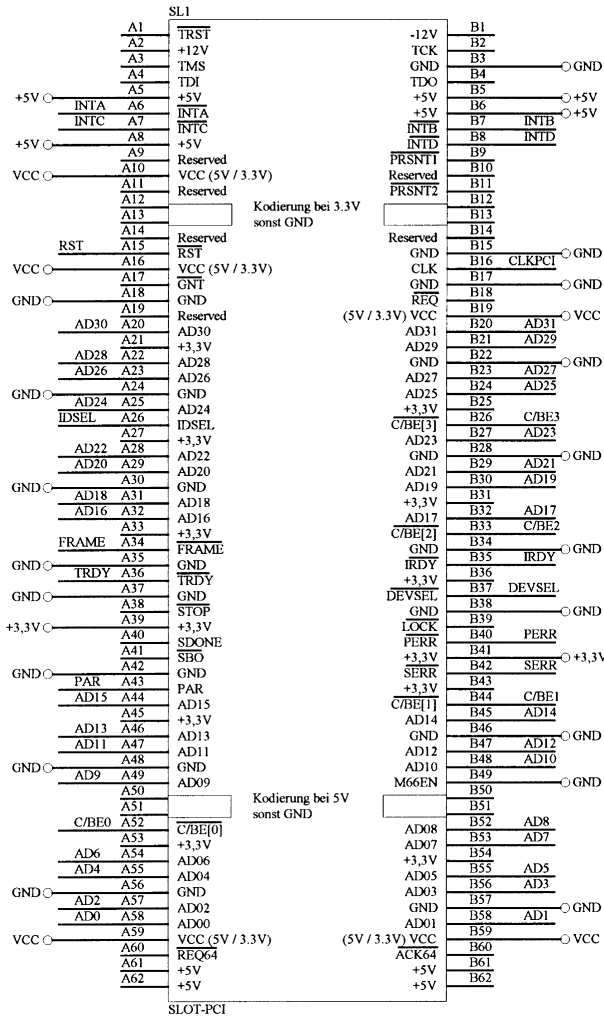 SL1
A1 TRST -12V B1
A2 +12V TCK B2
A3 TMS GND B3 GND
A4 TDI TDO B4
+5V A5 +5V +5V B5 +5V
INTA A6 INTA +5V B6 +5V
INTC A7 INTC INTB B7 INTB
+5V A8 +5V INTD B8 INTD
A9 Reserved PRSNT1 B9
VCC A10 VCC (5V / 3.3V) Reserved B10
A11 Reserved PRSNT2 B11
A12 Kodierung bei 3.3V B12
A13 sonst GND B13
A14 Reserved Reserved B14
RST A15 RST GND B15 GND
VCC A16 VCC (5V / 3.3V) CLK B16 CLKPCI
A17 GNT GND B17 GND
GND A18 GND REQ B18
A19 Reserved (5V / 3.3V) VCC B19 VCC
AD30 A20 AD30 AD31 B20 AD31
A21 +3,3V AD29 B21 AD29
AD28 A22 AD28 GND B22 GND
AD26 A23 AD26 AD27 B23 AD27
GND A24 GND AD25 B24 AD25
AD24 A25 AD24 +3,3V B25
IDSEL A26 IDSEL C/BE[3] B26 C/BE3
A27 +3,3V AD23 B27 AD23
AD22 A28 AD22 GND B28 GND
AD20 A29 AD20 AD21 B29 AD21
GND A30 GND AD19 B30 AD19
AD18 A31 AD18 +3,3V B31
AD16 A32 AD16 AD17 B32 AD17
A33 +3,3V C/BE[2] B33 C/BE2
FRAME A34 FRAME GND B34 GND
GND A35 GND IRDY B35 IRDY
TRDY A36 TRDY +3,3V B36
GND A37 GND DEVSEL B37 DEVSEL
A38 STOP GND B38 GND
+3,3V A39 +3,3V LOCK B39
A40 SDONE PERR B40 PERR
A41 SBO +3,3V B41 +3,3V
GND A42 GND SERR B42 SERR
PAR A43 PAR +3,3V B43
AD15 A44 AD15 C/BE[1] B44 C/BE1
A45 +3,3V AD14 B45 AD14
AD13 A46 AD13 GND B46 GND
AD11 A47 AD11 AD12 B47 AD12
GND A48 GND AD10 B48 AD10
AD9 A49 AD09 M66EN B49 GND
A50 Kodierung bei 5V B50
A51 sonst GND B51
C/BE0 A52 C/BE[0] AD08 B52 AD8
A53 +3,3V AD07 B53 AD7
AD6 A54 AD06 +3,3V B54
AD4 A55 AD04 AD05 B55 AD5
GND A56 GND AD03 B56 AD3
AD2 A57 AD02 GND B57 GND
AD0 A58 AD00 AD01 B58 AD1
VCC A59 VCC (5V / 3.3V) (5V / 3.3V) VCC B59 VCC
A60 REQ64 ACK64 B60
A61 +5V +5V B61
A62 +5V +5V B62
SLOT-PCI